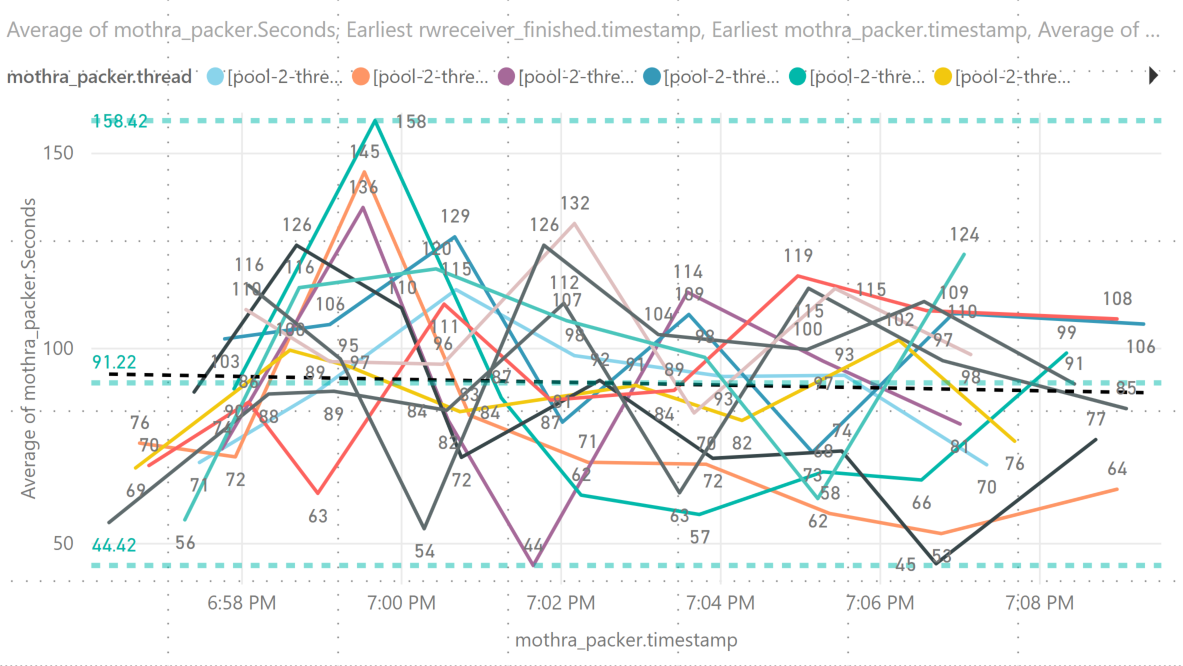 Average of mothra_packer.Seconds, Earliest rwreceiver_finished.timestamp, Earliest mothra_packer.timestamp, Average of ...
mothra_packer.thread [pool-2-thre... [pool-2-thre... [pool-2-thre... [pool-2-thre... [pool-2-thre... [pool-2-thre...
158.42 158
150 145
136
132
126 129 126
124
120 119
116 116 115 114
110 110 112 107 109 115 109 108
106 104 115 102 110
103 100 111 96 98 98 100 97 99 106
91.22 95 97 92 91 89 93 91
89 87 93 97 98 85
88 89 84 83 84 81 84
76 90 88 82 87 71 70 82 74 81 77
70 74 68 76
69 71 72 72 62 72 73 70 64
63 63 58 66
56 54 57 62
50 44.42 44 45 53
6:58 PM 7:00 PM 7:02 PM 7:04 PM 7:06 PM 7:08 PM
mothra_packer.timestamp
Average of mothra_packer.Seconds